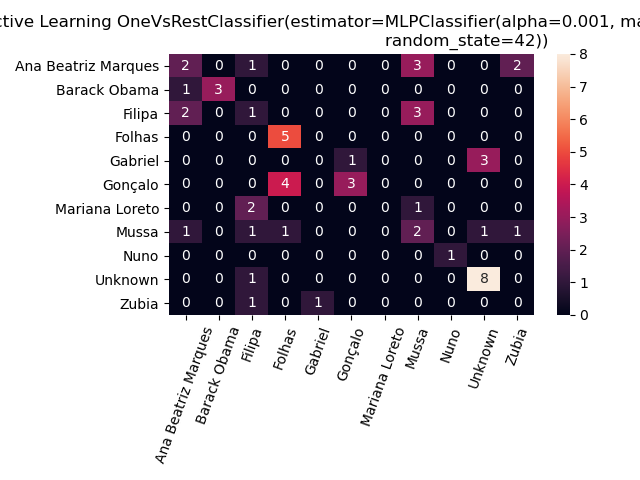 ctive Learning OneVsRestClassifier(estimator=MLPClassifier(alpha=0.001, ma
random_state=42))
Ana Beatriz Marques 2 0 1 0 0 0 0 3 0 0 2
Barack Obama 1 3 0 0 0 0 0 0 0 0 0
Filipa 2 0 1 0 0 0 0 3 0 0 0
Folhas 0 0 0 5 0 0 0 0 0 0 0
Gabriel 0 0 0 0 0 1 0 0 0 3 0
Gonçalo 0 0 0 4 0 3 0 0 0 0 0
Mariana Loreto 0 0 2 0 0 0 0 1 0 0 0
Mussa 1 0 1 1 0 0 0 2 0 1 1
Nuno 0 0 0 0 0 0 0 0 1 0 0
Unknown 0 0 1 0 0 0 0 0 0 8 0
Zubia 0 0 1 0 1 0 0 0 0 0 0
Ana Beatriz Marques
Barack Obama
Filipa
Folhas
Gabriel
Gonçalo
Mariana Loreto
Mussa
Nuno
Unknown
Zubia
8
7
6
5
4
3
2
1
0